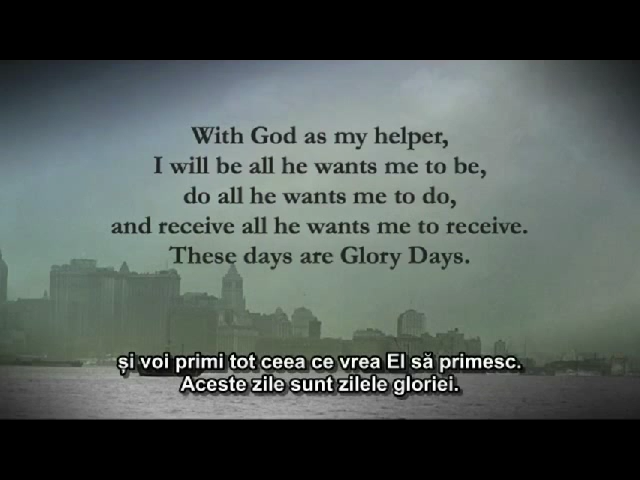 With God as my helper,
I will be all he wants me to be,
do all he wants me to do,
and receive all he wants me to receive.
These days are Glory Days.
și voi primi tot ceea ce vrea El să primesc.
Aceste zile sunt zilele gloriei.